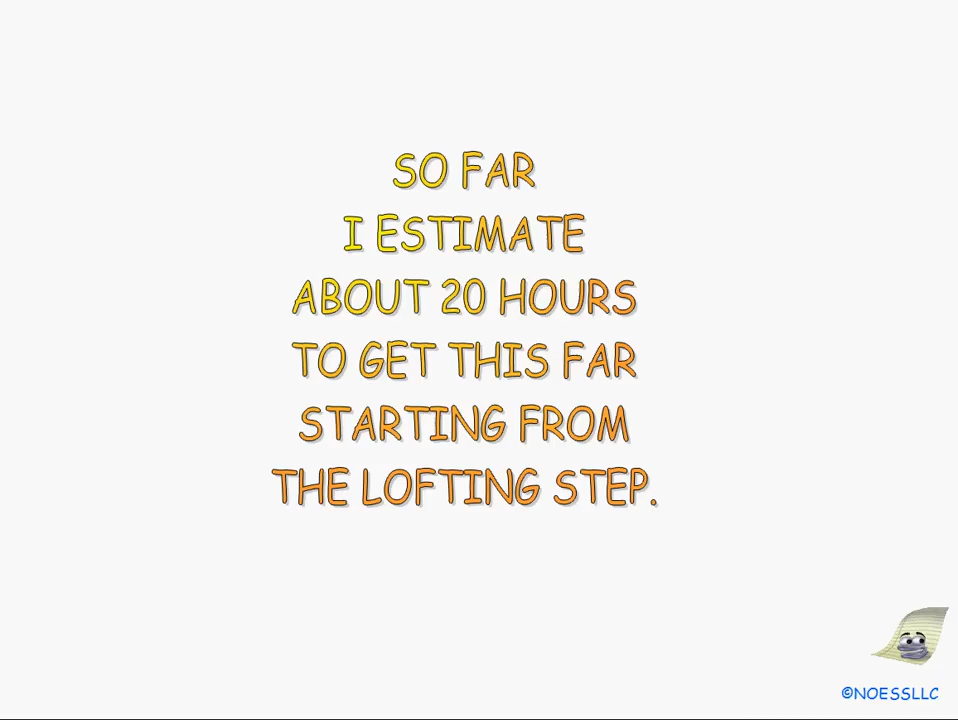 SO FAR
I ESTIMATE
ABOUT 20 HOURS
TO GET THIS FAR
STARTING FROM
THE LOFTING STEP.
©NOESSLLC